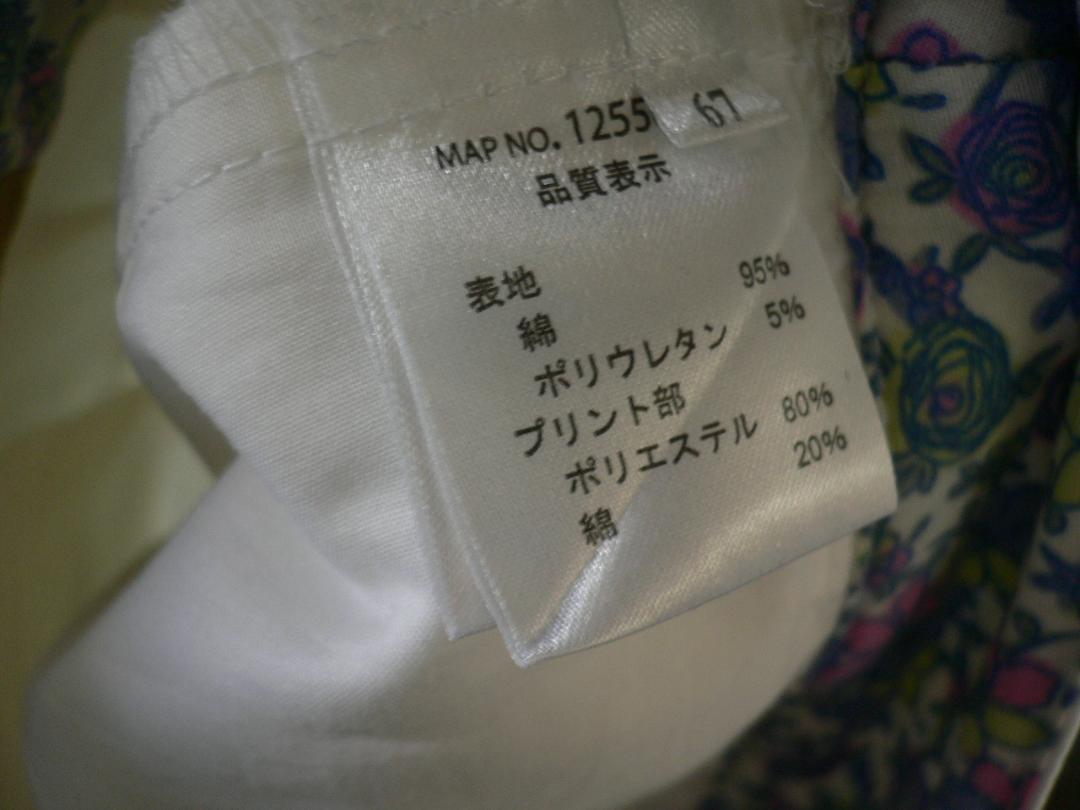 MAP NO. 1255 67
品質表示
表地
綿 95%
ポリウレタン 5%
プリント部
ポリエステル 80%
綿 20%